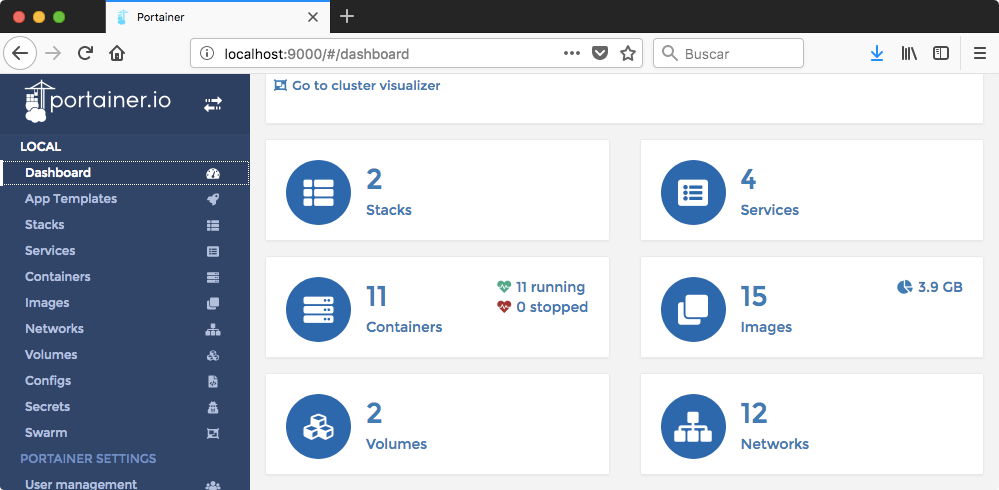 Portainer
localhost:9000/#/dashboard
Buscar
portainer.io
LOCAL
Dashboard
App Templates
Stacks
Services
Containers
Images
Networks
Volumes
Configs
Secrets
Swarm
PORTAINER SETTINGS
User management
Go to cluster visualizer
2
Stacks
4
Services
11
Containers
11 running
0 stopped
15
Images
3.9 GB
2
Volumes
12
Networks